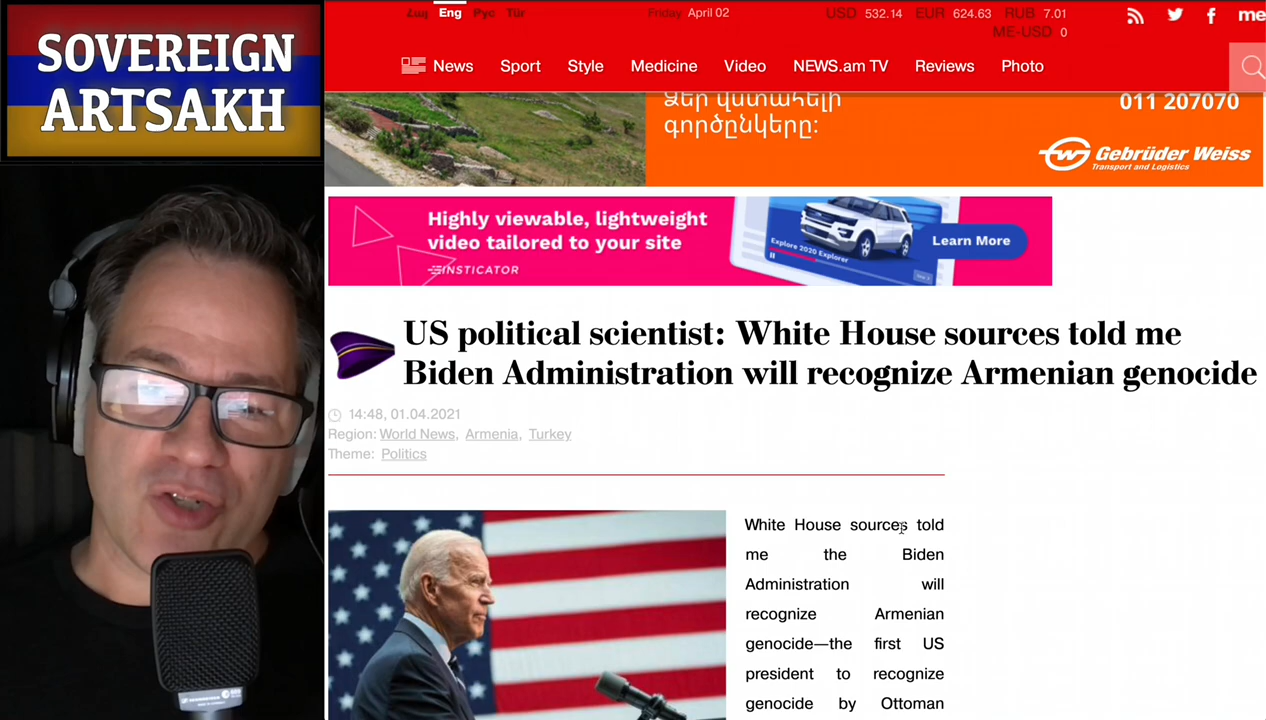 SOVEREIGN
ARTSAKH
Հայ Eng Рус Tür
Friday April 02
USD 532.14 EUR 624.63 RUB 7.01
ME-USD 0
me
News Sport Style Medicine Video NEWS.am TV Reviews Photo
Ձեր վստահելի
գործընկերը:
011 207070
Gebrüder Weiss
Transport and Logistics
Highly viewable, lightweight
video tailored to your site
INSTICATOR
Explore 2020 Explorer
Learn More
US political scientist: White House sources told me
Biden Administration will recognize Armenian genocide
14:48, 01.04.2021
Region: World News, Armenia, Turkey
Theme: Politics
White House sources told
me the Biden
Administration will
recognize Armenian
genocide—the first US
president to recognize
genocide by Ottoman